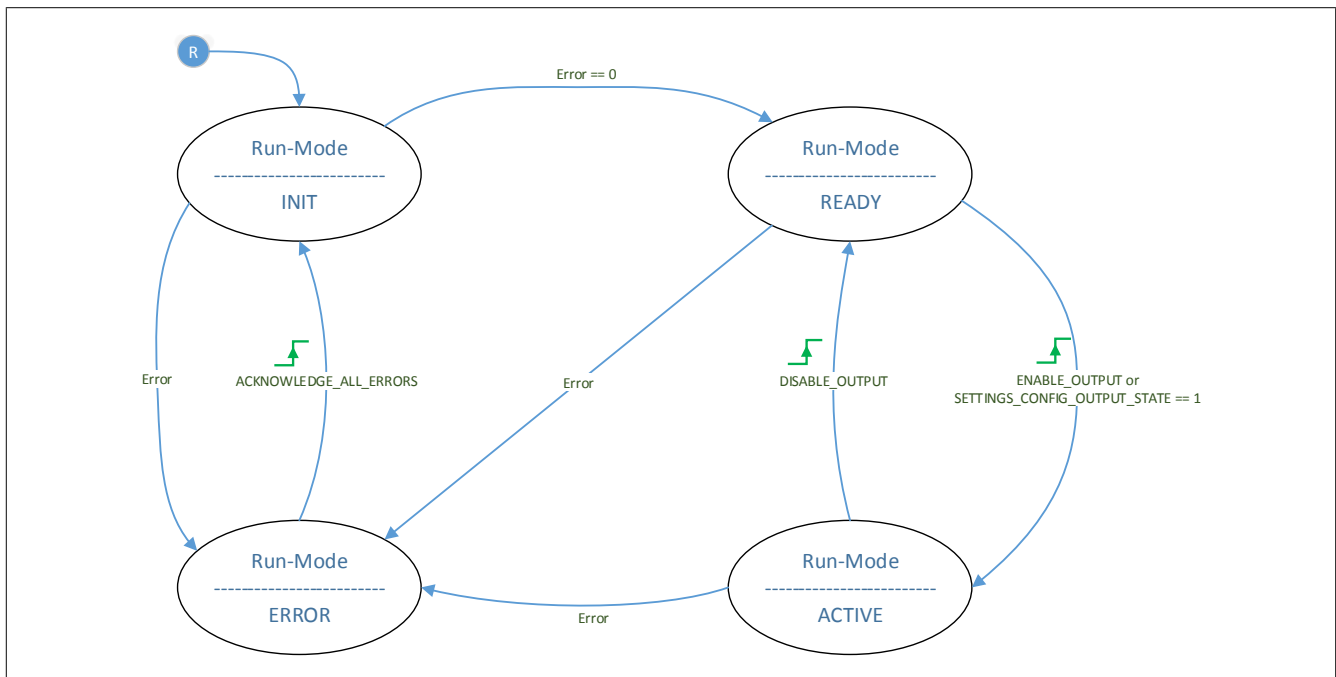 R
Error == 0
Run-Mode
------------------------
INIT
Run-Mode
------------------------
READY
Error
ACKNOWLEDGE_ALL_ERRORS
Error
DISABLE_OUTPUT
ENABLE_OUTPUT or
SETTINGS_CONFIG_OUTPUT_STATE == 1
Run-Mode
------------------------
ERROR
Error
Run-Mode
------------------------
ACTIVE